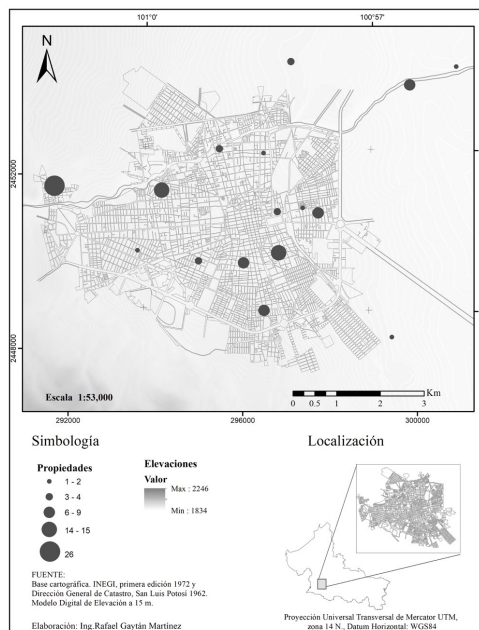 101°0'
100°57'
N
2452000
2448000
Escala 1:53,000
Km
0 0.5 1 2 3
292000
296000
300000
Simbología
Localización
Propiedades
1 - 2
3 - 4
6 - 9
14 - 15
26
Elevaciones
Valor
Max : 2246
Min : 1834
FUENTE:
Base cartográfica. INEGI, primera edición 1972 y
Dirección General de Catastro, San Luis Potosí 1962.
Modelo Digital de Elevación a 15 m.
Elaboración: Ing.Rafael Gaytán Martínez
Proyección Universal Transversal de Mercator UTM,
zona 14 N., Datum Horizontal: WGS84